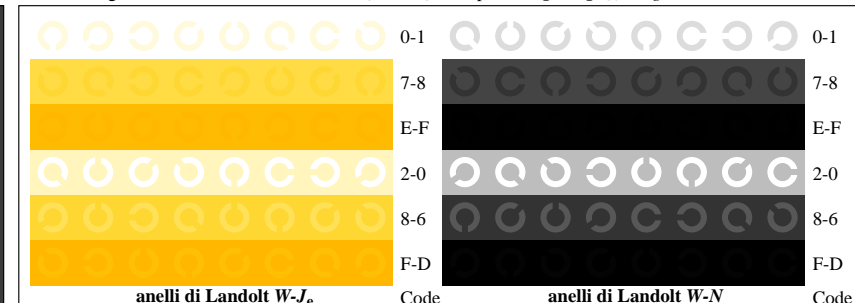 0-1 0-1
7-8 7-8
E-F E-F
2-0 2-0
8-6 8-6
F-D F-D
anelli di Landolt W-Je Code anelli di Landolt W-N Code